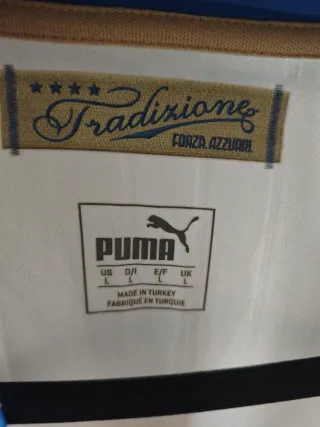 Tradizione
FORZA AZZURRI
PUMA
US D/I E/F UK
L L L L
MADE IN TURKEY
FABRIQUÉ EN TURQUIE